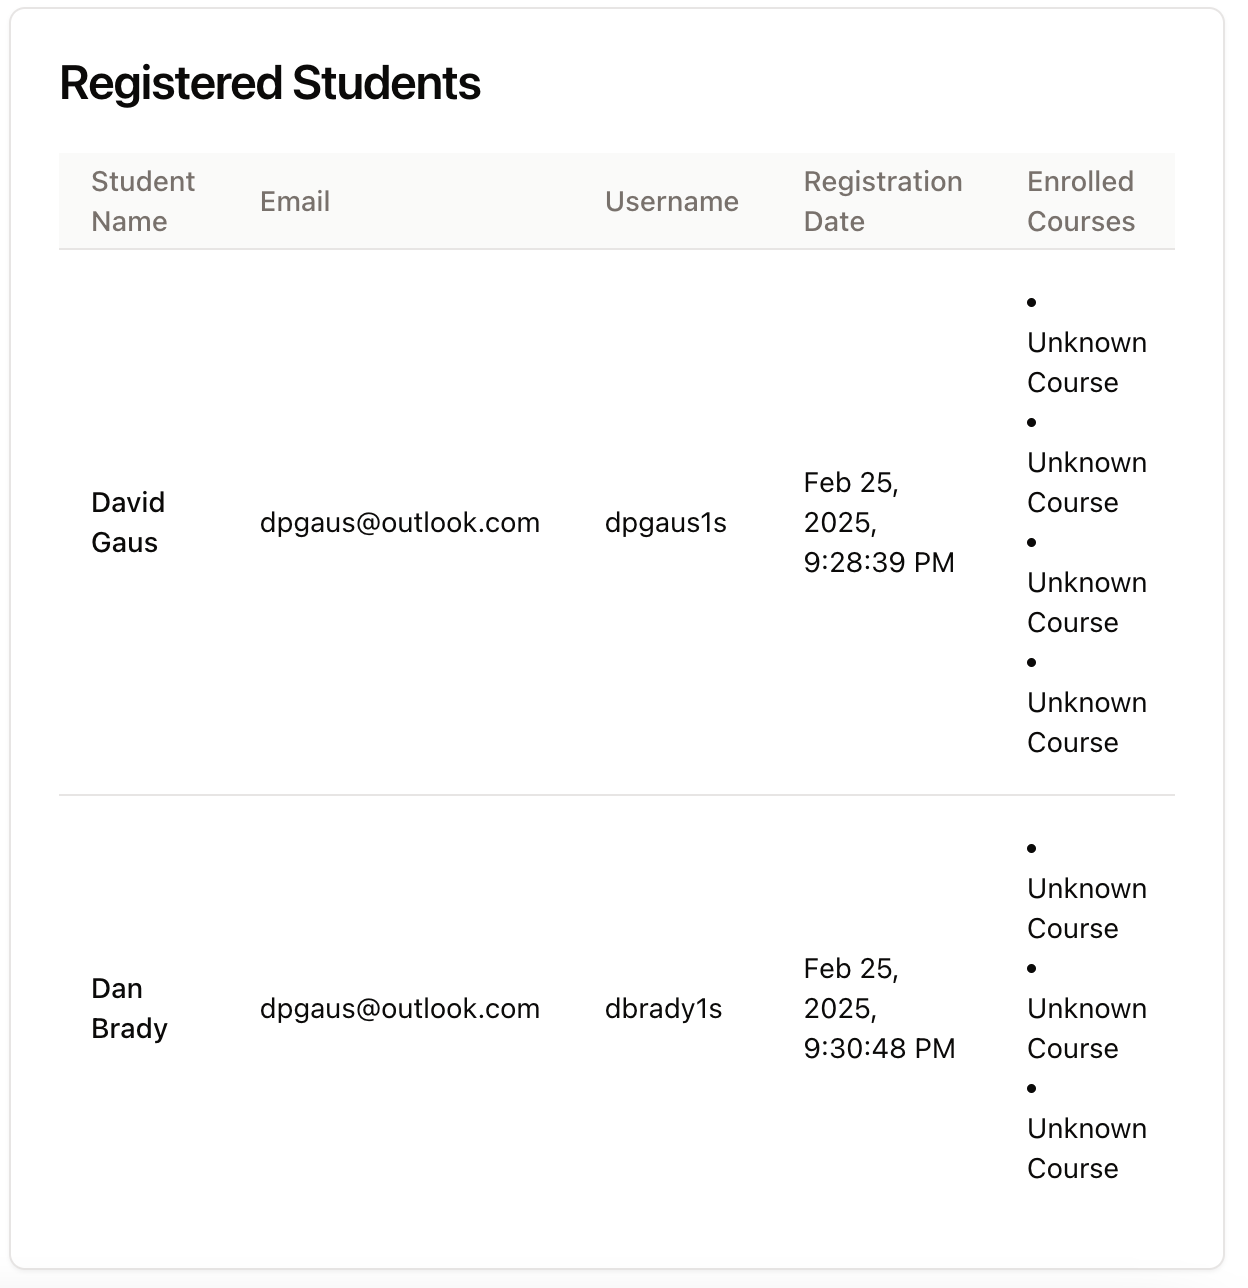 Registered Students
Student Name
Email
Username
Registration Date
Enrolled Courses
David Gaus
dpgaus@outlook.com
dpgaus1s
Feb 25, 2025, 9:28:39 PM
• Unknown Course
• Unknown Course
• Unknown Course
• Unknown Course
Dan Brady
dpgaus@outlook.com
dbrady1s
Feb 25, 2025, 9:30:48 PM
• Unknown Course
• Unknown Course
• Unknown Course